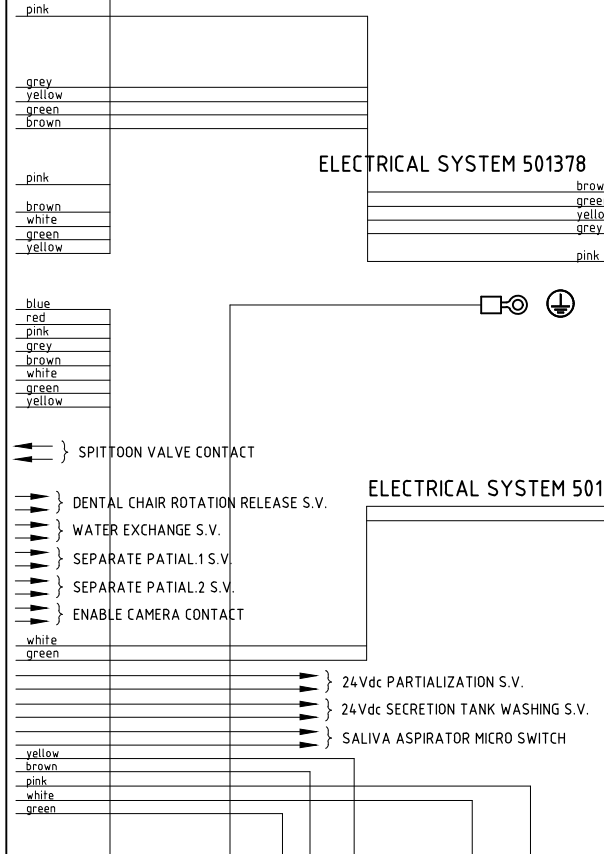 pink
grey
yellow
green
brown
ELECTRICAL SYSTEM 501378
pink
brow
green
yello
grey
pink
brown
white
green
yellow
blue
red
pink
grey
brown
white
green
yellow
SPITTOON VALVE CONTACT
ELECTRICAL SYSTEM 501
DENTAL CHAIR ROTATION RELEASE S.V.
WATER EXCHANGE S.V.
SEPARATE PATIAL.1 S.V.
SEPARATE PATIAL.2 S.V.
ENABLE CAMERA CONTACT
white
green
24Vdc PARTIALIZATION S.V.
24Vdc SECRETION TANK WASHING S.V.
SALIVA ASPIRATOR MICRO SWITCH
yellow
brown
pink
white
green